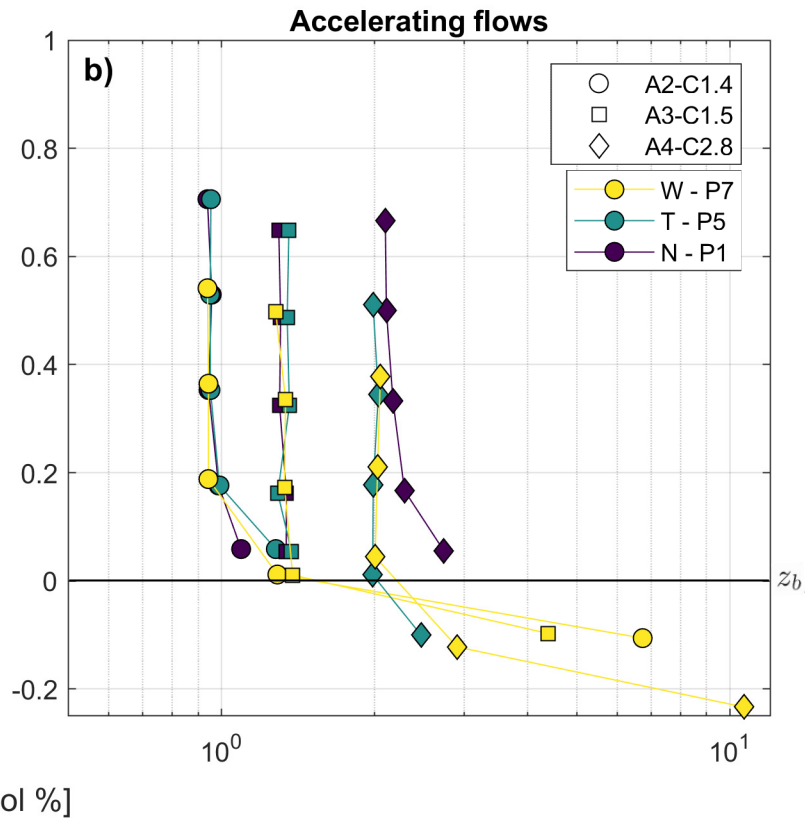 Accelerating flows
b)
1
0.8
0.6
0.4
0.2
0
-0.2
A2-C1.4
A3-C1.5
A4-C2.8
W - P7
T - P5
N - P1
z_b
10^0
10^1
ol %]